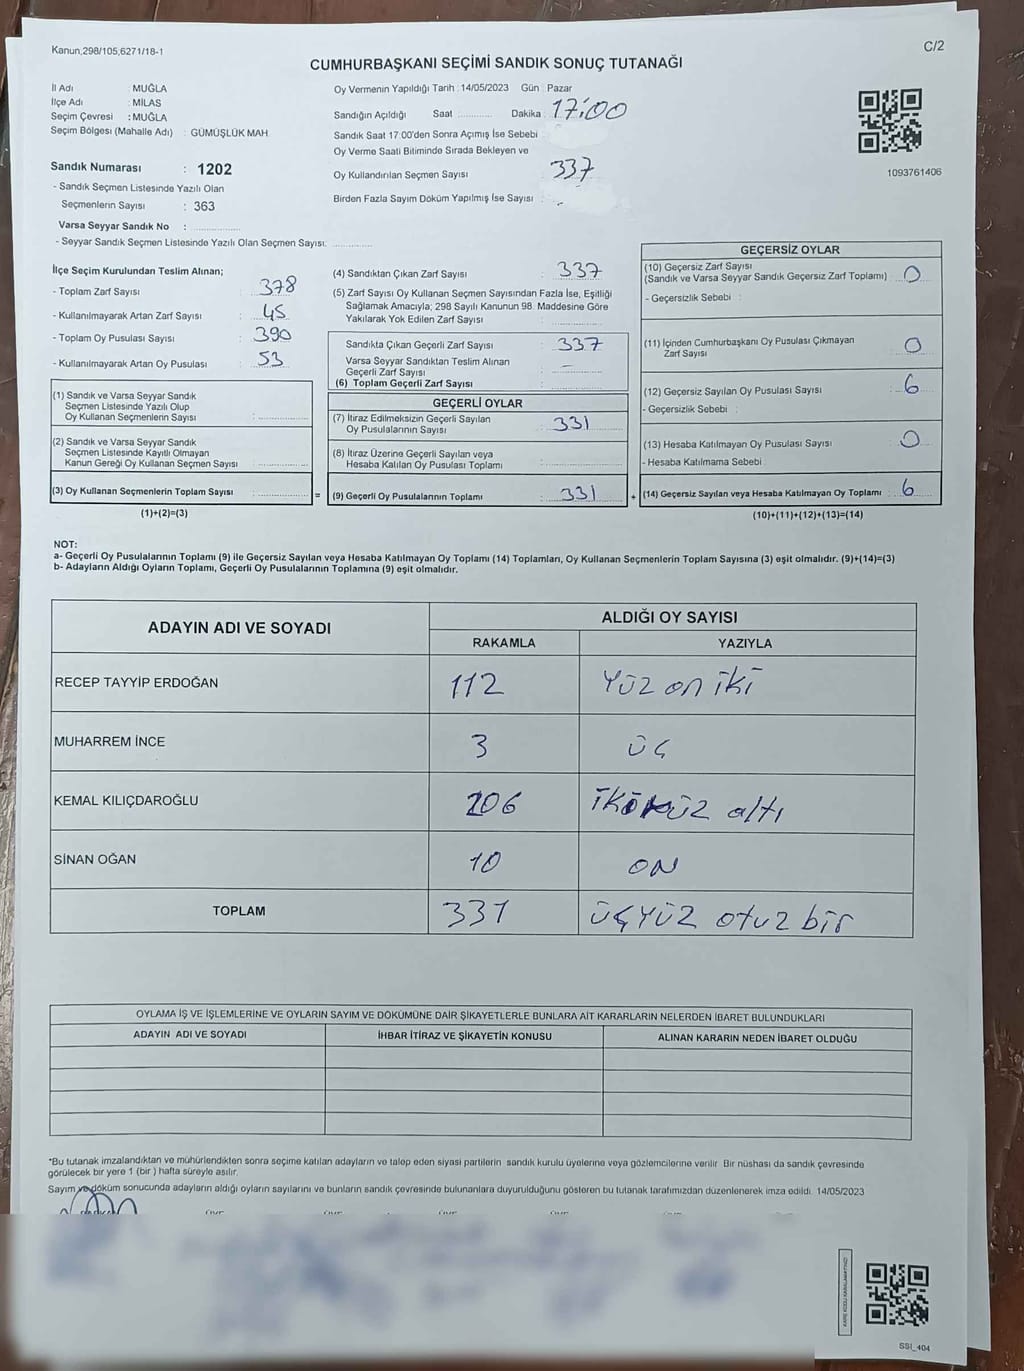 Kanun,298/105,6271/18-1
C/2
CUMHURBAŞKANI SEÇİMİ SANDIK SONUÇ TUTANAĞI
İl Adı : MUĞLA
İlçe Adı : MİLAS
Seçim Çevresi : MUĞLA
Seçim Bölgesi (Mahalle Adı) : GÜMÜŞLÜK MAH.
Sandık Numarası : 1202
- Sandık Seçmen Listesinde Yazılı Olan
Seçmenlerin Sayısı : 363
Varsa Seyyar Sandık No :
- Seyyar Sandık Seçmen Listesinde Yazılı Olan Seçmen Sayısı:
Oy Vermenin Yapıldığı Tarih : 14/05/2023 Gün : Pazar
Sandığın Açıldığı Saat Dakika 17:00
Sandık Saat 17:00'den Sonra Açımış İse Sebebi
Oy Verme Saati Bitiminde Sırada Bekleyen ve
Oy Kullandırılan Seçmen Sayısı : 337
Birden Fazla Sayım Döküm Yapılmış İse Sayısı : -
1093761406
İlçe Seçim Kurulundan Teslim Alınan;
- Toplam Zarf Sayısı : 378
- Kullanılmayarak Artan Zarf Sayısı : 45
- Toplam Oy Pusulası Sayısı : 390
- Kullanılmayarak Artan Oy Pusulası : 53
(1) Sandık ve Varsa Seyyar Sandık
Seçmen Listesinde Yazılı Olup
Oy Kullanan Seçmenlerin Sayısı :
(2) Sandık ve Varsa Seyyar Sandık
Seçmen Listesinde Kayıtlı Olmayan
Kanun Gereği Oy Kullanan Seçmen Sayısı :
(3) Oy Kullanan Seçmenlerin Toplam Sayısı : =
(1)+(2)=(3)
(4) Sandıktan Çıkan Zarf Sayısı : 337
(5) Zarf Sayısı Oy Kullanan Seçmen Sayısından Fazla İse, Eşitliği
Sağlamak Amacıyla; 298 Sayılı Kanunun 98. Maddesine Göre
Yakılarak Yok Edilen Zarf Sayısı :
Sandıkta Çıkan Geçerli Zarf Sayısı : 337
Varsa Seyyar Sandıktan Teslim Alınan
Geçerli Zarf Sayısı : -
(6) Toplam Geçerli Zarf Sayısı :
GEÇERLİ OYLAR
(7) İtiraz Edilmeksizin Geçerli Sayılan
Oy Pusulalarının Sayısı : 331
(8) İtiraz Üzerine Geçerli Sayılan veya
Hesaba Katılan Oy Pusulası Toplamı :
(9) Geçerli Oy Pusulalarının Toplamı : 331 +
GEÇERSİZ OYLAR
(10) Geçersiz Zarf Sayısı
(Sandık ve Varsa Seyyar Sandık Geçersiz Zarf Toplamı) : 0
- Geçersizlik Sebebi :
(11) İçinden Cumhurbaşkanı Oy Pusulası Çıkmayan
Zarf Sayısı : 0
(12) Geçersiz Sayılan Oy Pusulası Sayısı : 6
- Geçersizlik Sebebi :
(13) Hesaba Katılmayan Oy Pusulası Sayısı : 0
- Hesaba Katılmama Sebebi
(14) Geçersiz Sayılan veya Hesaba Katılmayan Oy Toplamı : 6
(10)+(11)+(12)+(13)=(14)
NOT:
a- Geçerli Oy Pusulalarının Toplamı (9) ile Geçersiz Sayılan veya Hesaba Katılmayan Oy Toplamı (14) Toplamları, Oy Kullanan Seçmenlerin Toplam Sayısına (3) eşit olmalıdır. (9)+(14)=(3)
b- Adayların Aldığı Oyların Toplamı, Geçerli Oy Pusulalarının Toplamına (9) eşit olmalıdır.
ADAYIN ADI VE SOYADI
ALDIĞI OY SAYISI
RAKAMLA YAZIYLA
RECEP TAYYİP ERDOĞAN 112 Yüz on iki
MUHARREM İNCE 3 üç
KEMAL KILIÇDAROĞLU 206 ikiyüz altı
SİNAN OĞAN 10 ON
TOPLAM 331 üçyüz otuz bir
OYLAMA İŞ VE İŞLEMLERİNE VE OYLARIN SAYIM VE DÖKÜMÜNE DAİR ŞİKAYETLERLE BUNLARA AİT KARARLARIN NELERDEN İBARET BULUNDUKLARI
ADAYIN ADI VE SOYADI İHBAR İTİRAZ VE ŞİKAYETİN KONUSU ALINAN KARARIN NEDEN İBARET OLDUĞU
*Bu tutanak imzalandıktan ve mühürlendikten sonra seçime katılan adayların ve talep eden siyasi partilerin sandık kurulu üyelerine veya gözlemcilerine verilir. Bir nüshası da sandık çevresinde
görülecek bir yere 1 (bir) hafta süreyle asılır.
Sayım ve döküm sonucunda adayların aldığı oyların sayılarını ve bunların sandık çevresinde bulunanlara duyurulduğunu gösteren bu tutanak tarafımızdan düzenlenerek imza edildi. 14/05/2023
SSİ_404